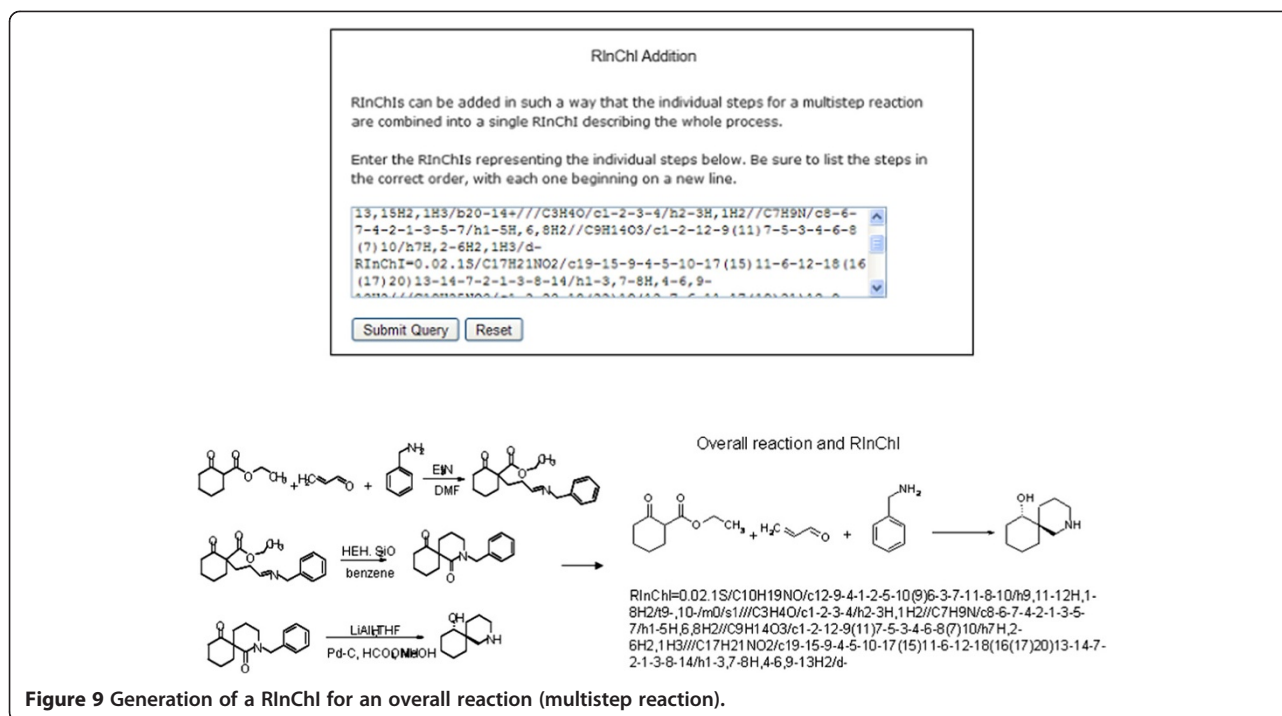 RInChI Addition
RInChIs can be added in such a way that the individual steps for a multistep reaction
are combined into a single RInChI describing the whole process.
Enter the RInChIs representing the individual steps below. Be sure to list the steps in
the correct order, with each one beginning on a new line.
13,15H2,1H3/b20-14+///C3H4O/c1-2-3-4/h2-3H,1H2//C7H9N/c8-6-
7-4-2-1-3-5-7/h1-5H,6,8H2//C9H14O3/c1-2-12-9(11)7-5-3-4-6-8
(7)10/h7H,2-6H2,1H3/d-
RInChI=0.02.1S/C17H21NO2/c19-15-9-4-5-10-17(15)11-6-12-18(16
(17)20)13-14-7-2-1-3-8-14/h1-3,7-8H,4-6,9-
Submit Query Reset
Overall reaction and RInChI
O O O CH3 + H2C O + NH2 DMF O O O CH3 N
O O O CH3 N HEH. benzene O N O
O N O Pd-C, OH NH
O O O CH3 + H2C O + NH2 OH NH
RInChI=0.02.1S/C10H19NO/c12-9-4-1-2-5-10(9)6-3-7-11-8-10/h9,11-12H,1-
8H2/t9-,10-/m0/s1///C3H4O/c1-2-3-4/h2-3H,1H2//C7H9N/c8-6-7-4-2-1-3-5-
7/h1-5H,6,8H2//C9H14O3/c1-2-12-9(11)7-5-3-4-6-8(7)10/h7H,2-
6H2,1H3///C17H21NO2/c19-15-9-4-5-10-17(15)11-6-12-18(16(17)20)13-14-7-
2-1-3-8-14/h1-3,7-8H,4-6,9-13H2/d-
Figure 9 Generation of a RInChI for an overall reaction (multistep reaction).